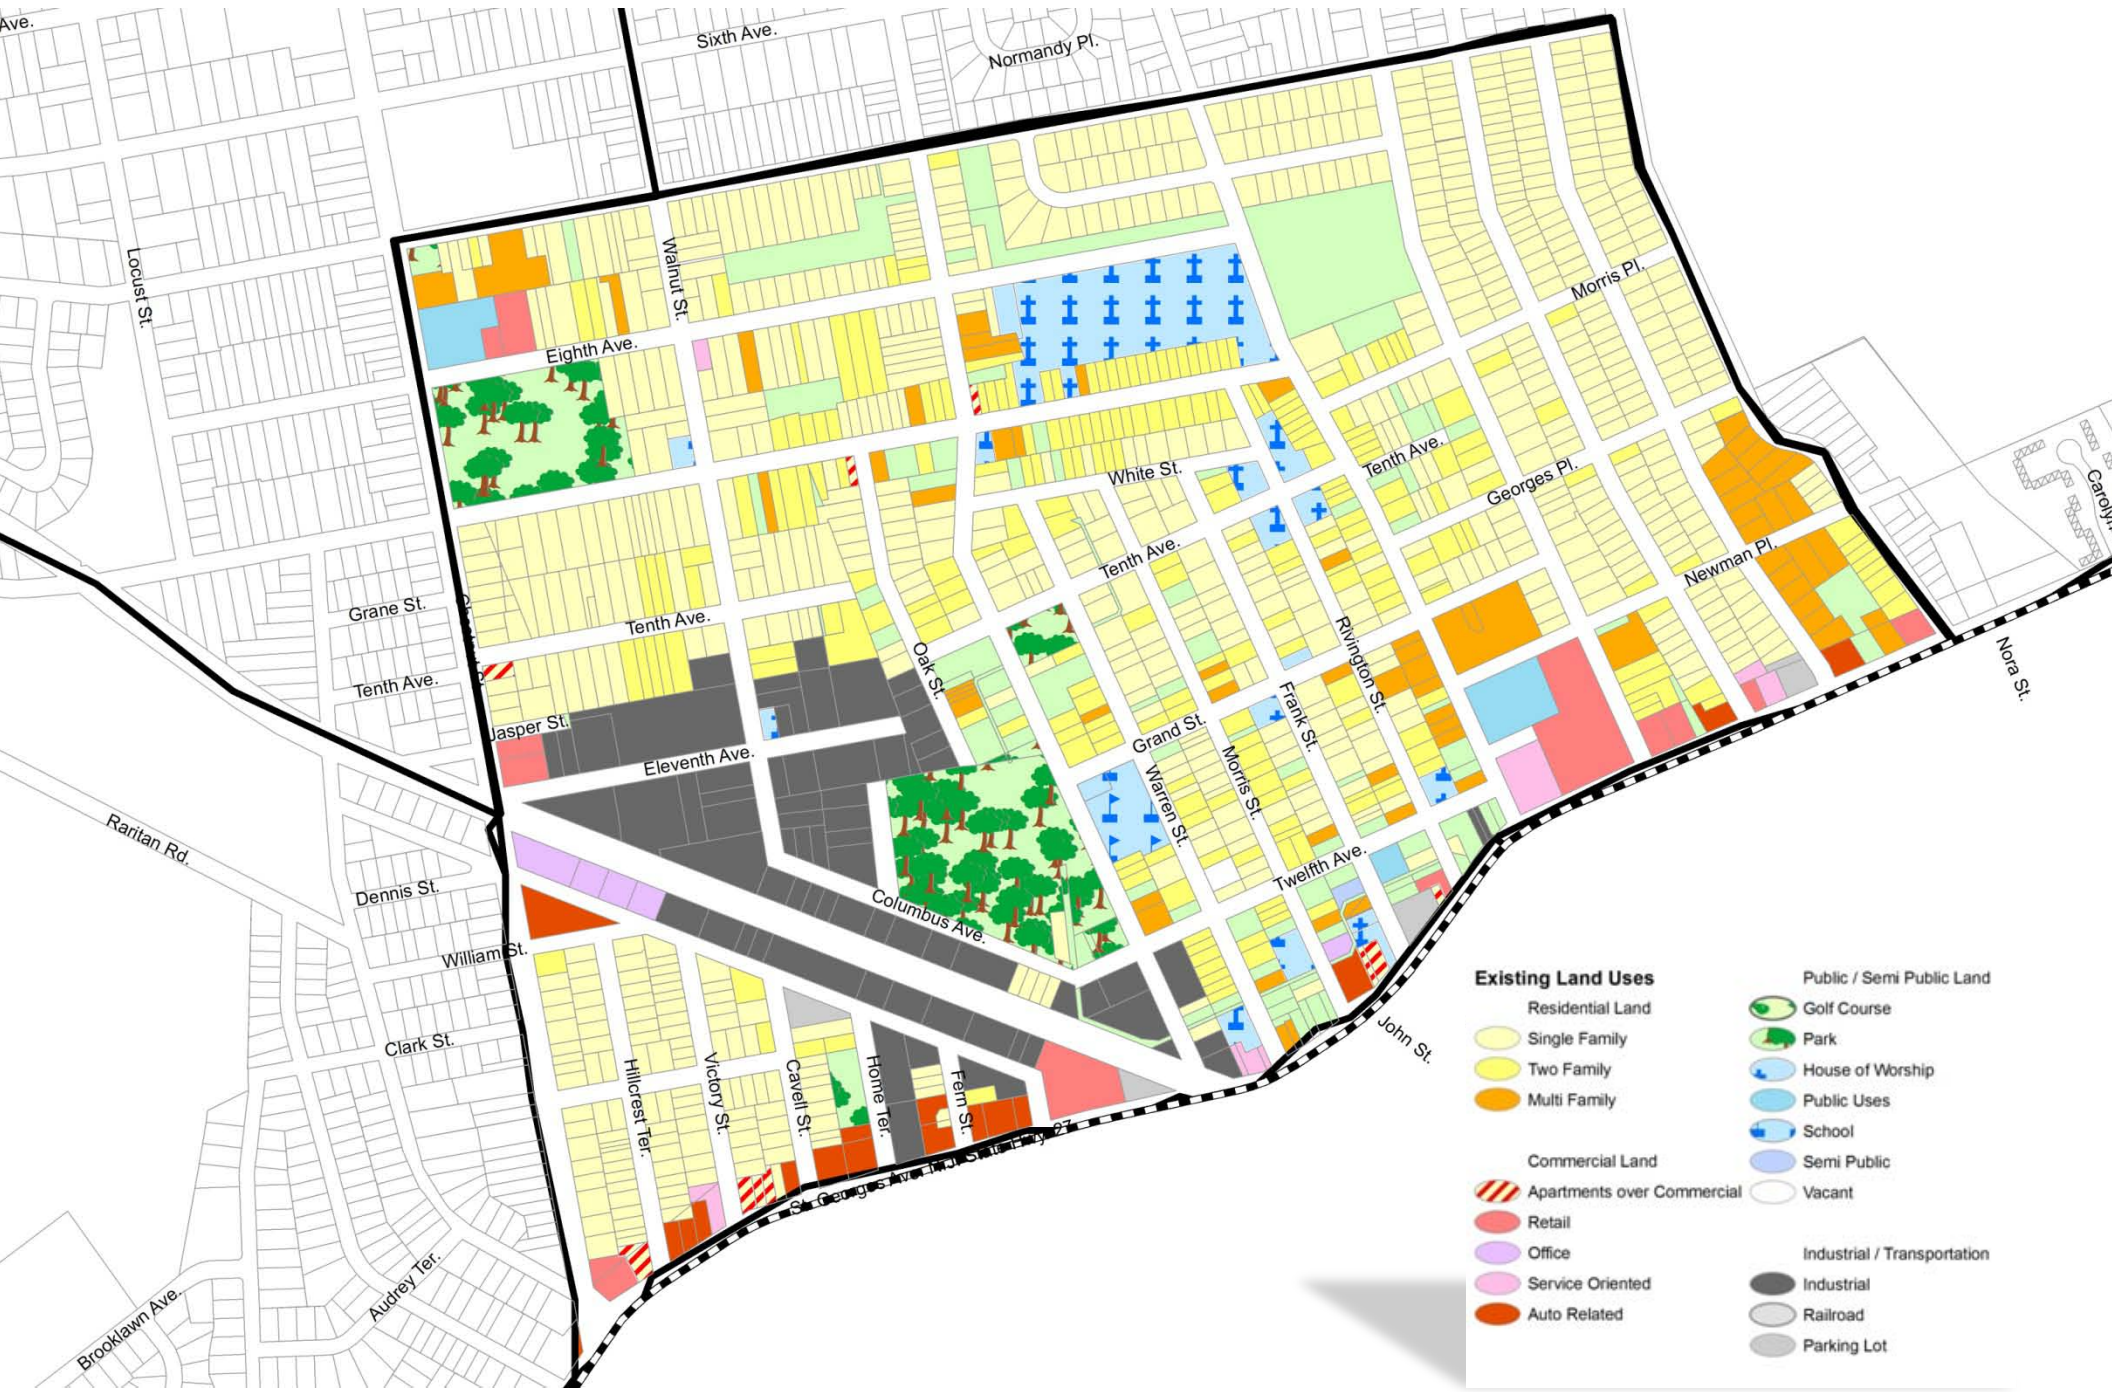 Ave.
Sixth Ave.
Normandy Pl.
Locust St.
Walnut St.
Morris Pl.
Eighth Ave.
Tenth Ave.
White St.
Georges Pl.
Carolyn
Tenth Ave.
Newman Pl.
Grane St.
Tenth Ave.
Oak St.
Rivington St.
Nora St.
Tenth Ave.
Jasper St.
Grand St.
Frank St.
Eleventh Ave.
Morris St.
Warren St.
Raritan Rd.
Twelfth Ave.
Dennis St.
Columbus Ave.
William St.
John St.
Clark St.
Hillcrest Ter.
Victory St.
Cavell St.
Home Ter.
Fern St.
St. Georges Ave.
Audrey Ter.
Brooklawn Ave.
Existing Land Uses
Residential Land
Single Family
Two Family
Multi Family
Commercial Land
Apartments over Commercial
Retail
Office
Service Oriented
Auto Related
Public / Semi Public Land
Golf Course
Park
House of Worship
Public Uses
School
Semi Public
Vacant
Industrial / Transportation
Industrial
Railroad
Parking Lot